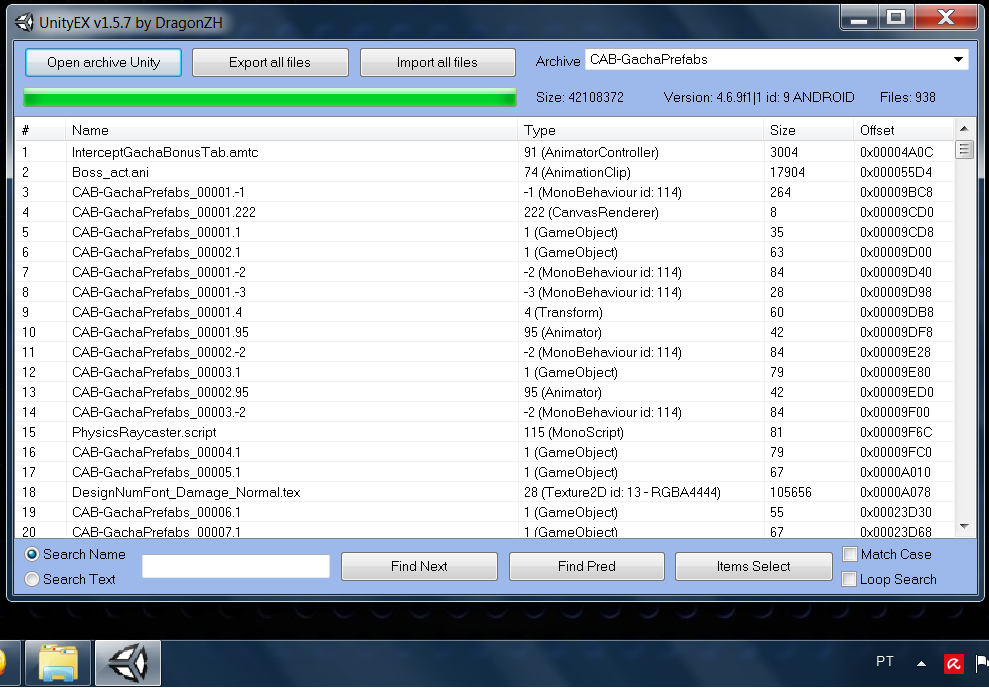 UnityEX v1.5.7 by DragonZH
Open archive Unity Export all files Import all files Archive CAB-GachaPrefabs
Size: 42108372 Version: 4.6.9f1|1 id: 9 ANDROID Files: 938
# Name Type Size Offset
1 InterceptGachaBonusTab.amtc 91 (AnimatorController) 3004 0x00004A0C
2 Boss_act.ani 74 (AnimationClip) 17904 0x000055D4
3 CAB-GachaPrefabs_00001.-1 -1 (MonoBehaviour id: 114) 264 0x00009BC8
4 CAB-GachaPrefabs_00001.222 222 (CanvasRenderer) 8 0x00009CD0
5 CAB-GachaPrefabs_00001.1 1 (GameObject) 35 0x00009CD8
6 CAB-GachaPrefabs_00002.1 1 (GameObject) 63 0x00009D00
7 CAB-GachaPrefabs_00001.-2 -2 (MonoBehaviour id: 114) 84 0x00009D40
8 CAB-GachaPrefabs_00001.-3 -3 (MonoBehaviour id: 114) 28 0x00009D98
9 CAB-GachaPrefabs_00001.4 4 (Transform) 60 0x00009DB8
10 CAB-GachaPrefabs_00001.95 95 (Animator) 42 0x00009DF8
11 CAB-GachaPrefabs_00002.-2 -2 (MonoBehaviour id: 114) 84 0x00009E28
12 CAB-GachaPrefabs_00003.1 1 (GameObject) 79 0x00009E80
13 CAB-GachaPrefabs_00002.95 95 (Animator) 42 0x00009ED0
14 CAB-GachaPrefabs_00003.-2 -2 (MonoBehaviour id: 114) 84 0x00009F00
15 PhysicsRaycaster.script 115 (MonoScript) 81 0x00009F6C
16 CAB-GachaPrefabs_00004.1 1 (GameObject) 79 0x00009FC0
17 CAB-GachaPrefabs_00005.1 1 (GameObject) 67 0x0000A010
18 DesignNumFont_Damage_Normal.tex 28 (Texture2D id: 13 - RGBA4444) 105656 0x0000A078
19 CAB-GachaPrefabs_00006.1 1 (GameObject) 55 0x00023D30
20 CAB-GachaPrefabs_00007.1 1 (GameObject) 67 0x00023D68
Search Name Find Next Find Pred Items Select Match Case
Search Text Loop Search
PT